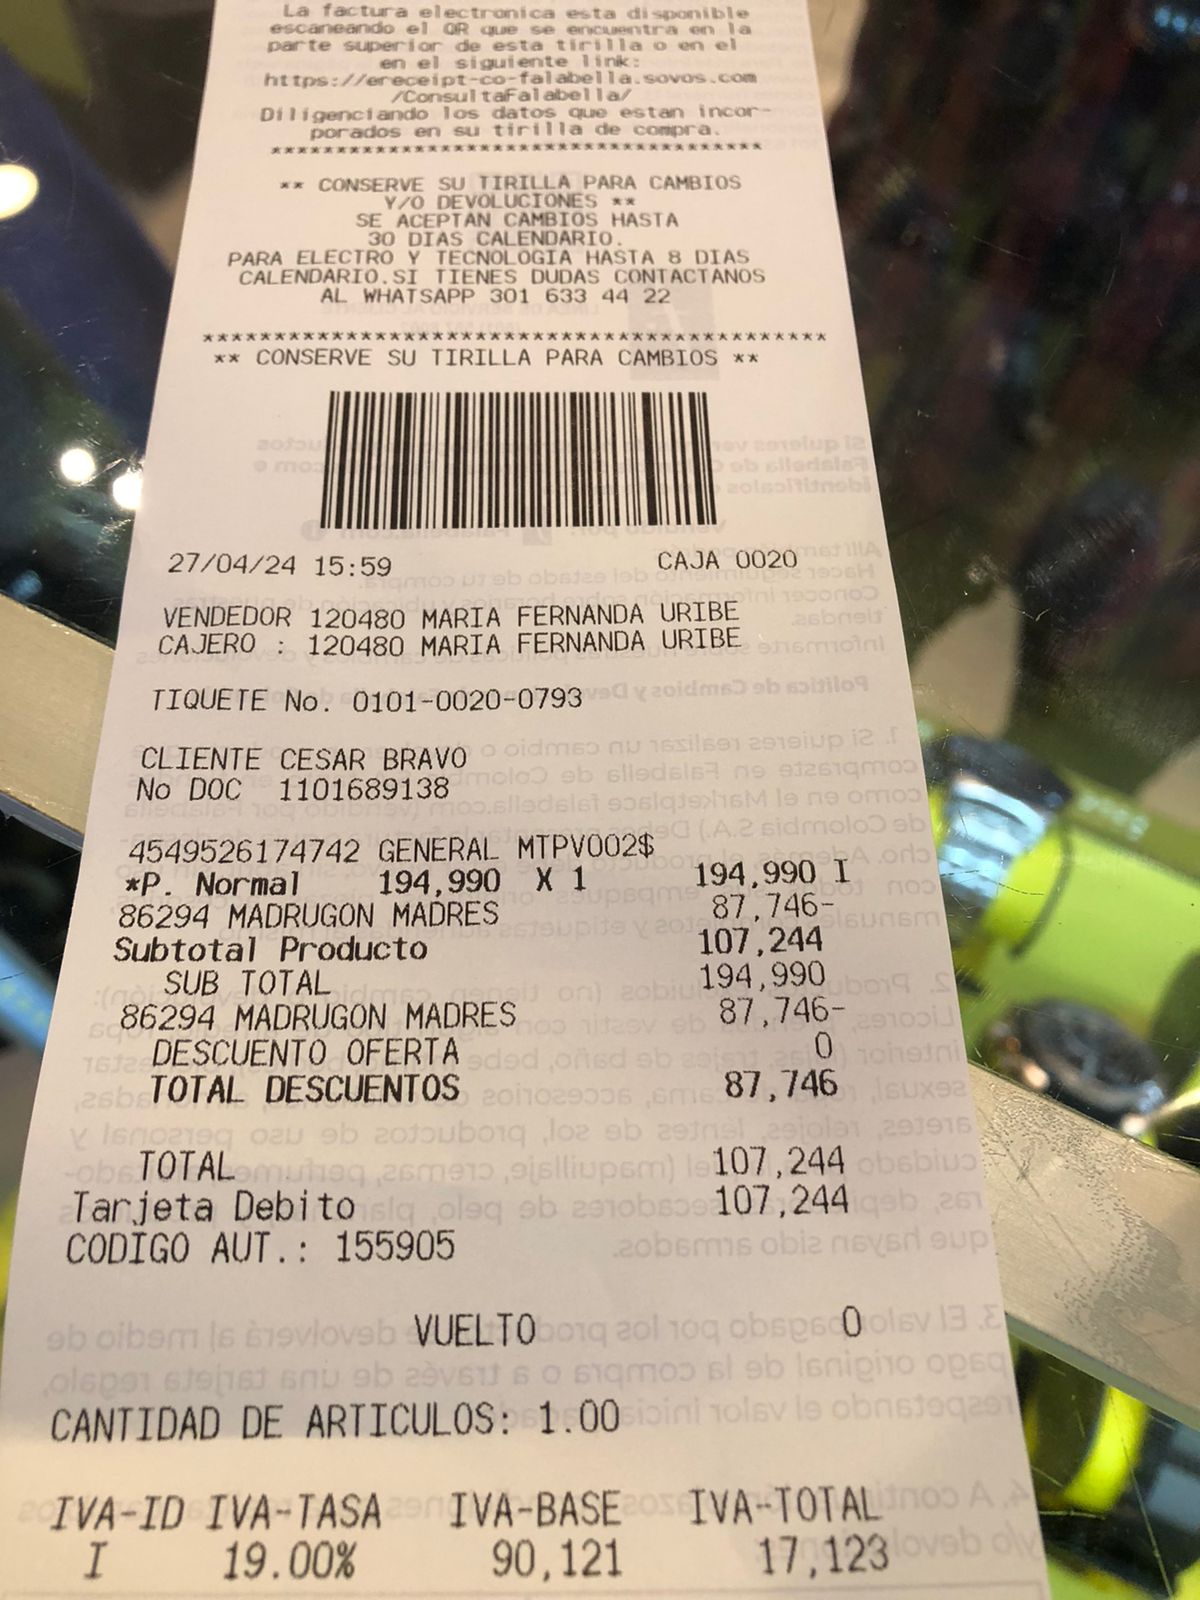 La factura electronica esta disponible
escaneando el QR que se encuentra en la
parte superior de esta tirilla o en el
en el siguiente link:
https://ereceipt-co-falabella.sovos.com
/ConsultaFalabella/
Diligenciando los datos que estan incor-
porados en su tirilla de compra.
***************************************
** CONSERVE SU TIRILLA PARA CAMBIOS
Y/O DEVOLUCIONES **
SE ACEPTAN CAMBIOS HASTA
30 DIAS CALENDARIO.
PARA ELECTRO Y TECNOLOGIA HASTA 8 DIAS
CALENDARIO.SI TIENES DUDAS CONTACTANOS
AL WHATSAPP 301 633 44 22
****************************************
** CONSERVE SU TIRILLA PARA CAMBIOS **
27/04/24 15:59 CAJA 0020
VENDEDOR 120480 MARIA FERNANDA URIBE
CAJERO : 120480 MARIA FERNANDA URIBE
TIQUETE No. 0101-0020-0793
CLIENTE CESAR BRAVO
No DOC 1101689138
4549526174742 GENERAL MTPV002$
*P. Normal 194,990 X 1 194,990 I
86294 MADRUGON MADRES 87,746-
Subtotal Producto 107,244
SUB TOTAL 194,990
86294 MADRUGON MADRES 87,746-
DESCUENTO OFERTA 0
TOTAL DESCUENTOS 87,746
TOTAL 107,244
Tarjeta Debito 107,244
CODIGO AUT.: 155905
VUELTO 0
CANTIDAD DE ARTICULOS: 1.00
IVA-ID IVA-TASA IVA-BASE IVA-TOTAL
I 19.00% 90,121 17,123